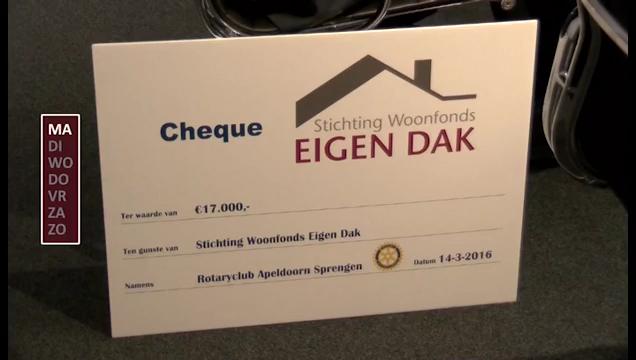 MA
DI
WO
DO
VR
ZA
ZO
Cheque
Stichting Woonfonds
EIGEN DAK
Ter waarde van €17.000,-
Ten gunste van Stichting Woonfonds Eigen Dak
Namens Rotaryclub Apeldoorn Sprengen Datum 14-3-2016